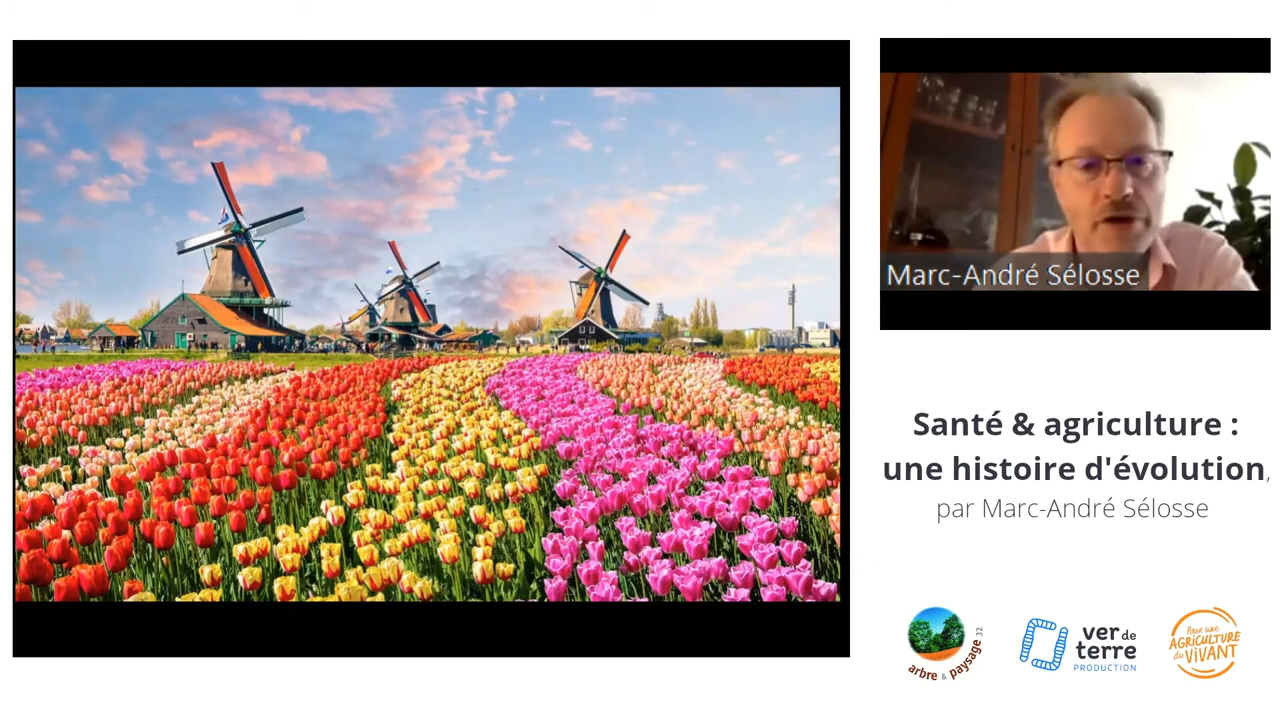 Marc-André Sélosse
Santé & agriculture :
une histoire d'évolution,
par Marc-André Sélosse
arbre & paysage 32
ver de
terre
PRODUCTION
Pour une
AGRICULTURE
du ViVANT